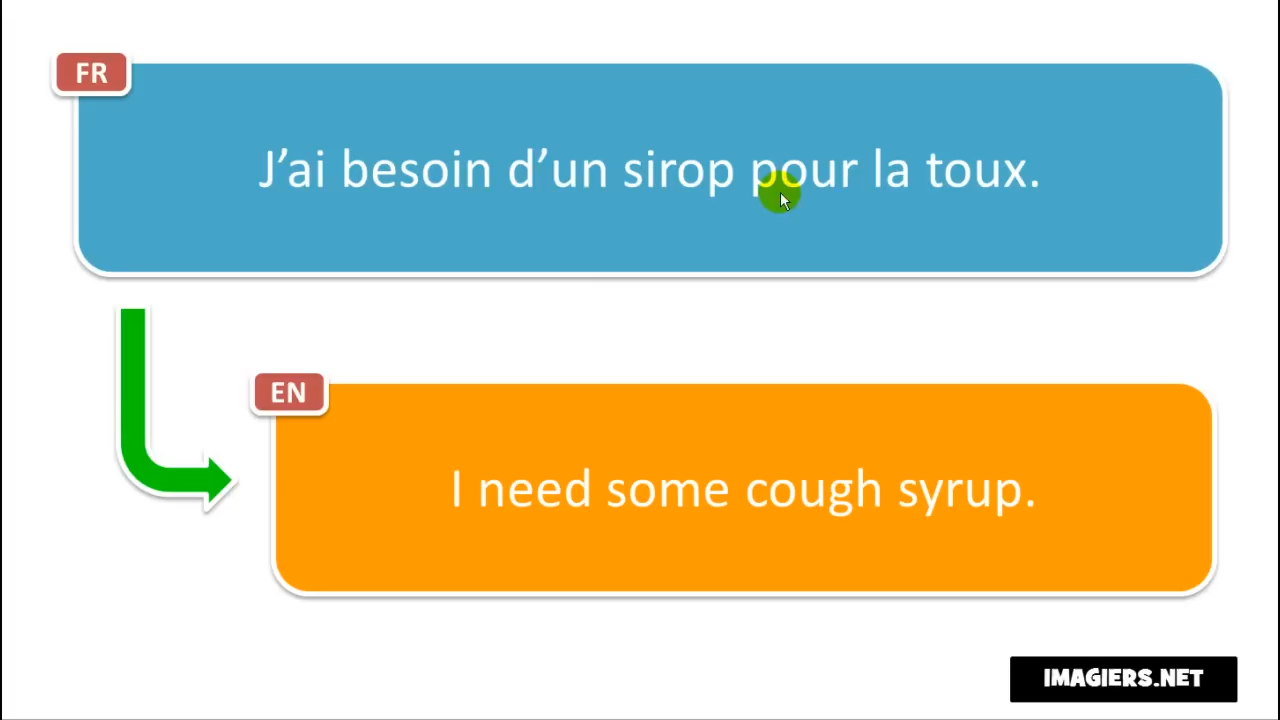 FR
J’ai besoin d’un sirop pour la toux.
EN
I need some cough syrup.
IMAGIERS.NET